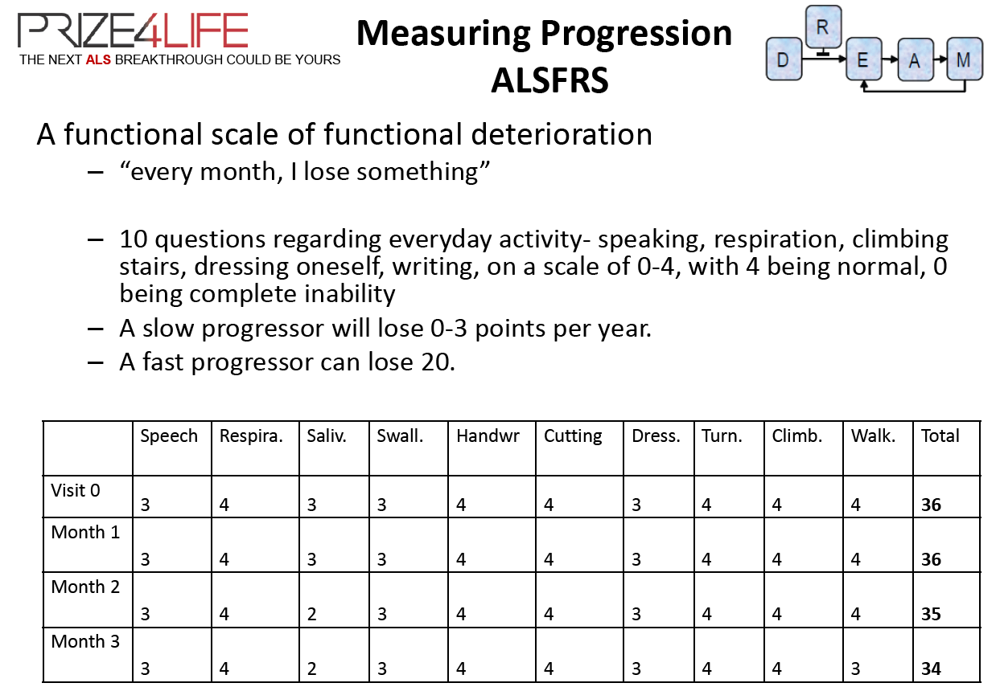 PRIZE4LIFE
THE NEXT ALS BREAKTHROUGH COULD BE YOURS
Measuring Progression
ALSFRS
R
D E A M
A functional scale of functional deterioration
– “every month, I lose something”
– 10 questions regarding everyday activity- speaking, respiration, climbing
stairs, dressing oneself, writing, on a scale of 0-4, with 4 being normal, 0
being complete inability
– A slow progressor will lose 0-3 points per year.
– A fast progressor can lose 20.
Speech Respira. Saliv. Swall. Handwr Cutting Dress. Turn. Climb. Walk. Total
Visit 0 3 4 3 3 4 4 3 4 4 4 36
Month 1 3 4 3 3 4 4 3 4 4 4 36
Month 2 3 4 2 3 4 4 3 4 4 4 35
Month 3 3 4 2 3 4 4 3 4 4 3 34